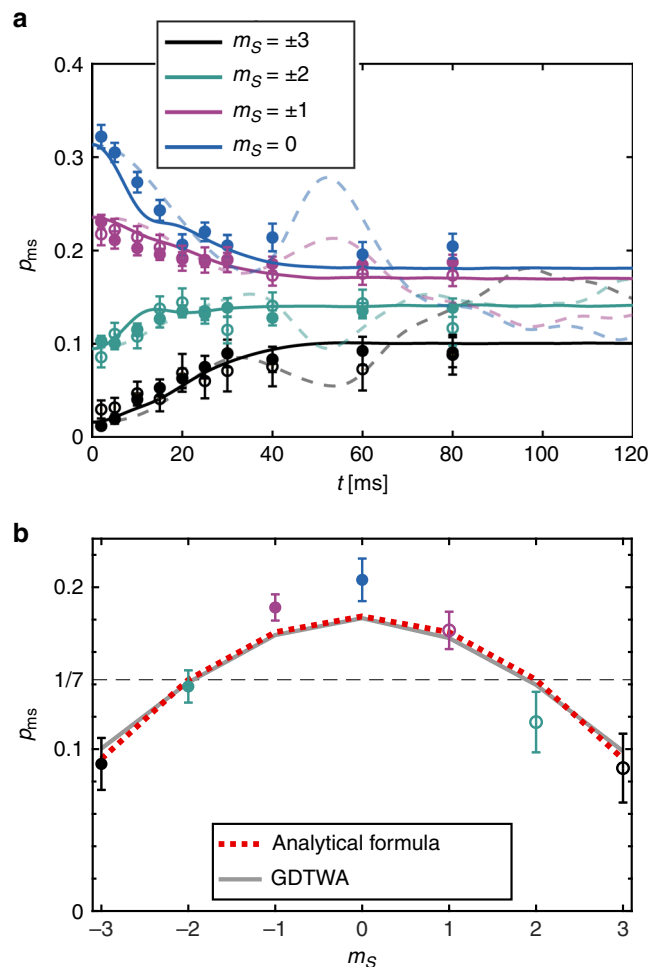 a
m_S = ±3
m_S = ±2
m_S = ±1
m_S = 0
0.4
0.3
0.2
0.1
0
p_ms
0 20 40 60 80 100 120
t [ms]
b
0.2
1/7
0.1
0
p_ms
Analytical formula
GDTWA
−3 −2 −1 0 1 2 3
m_S